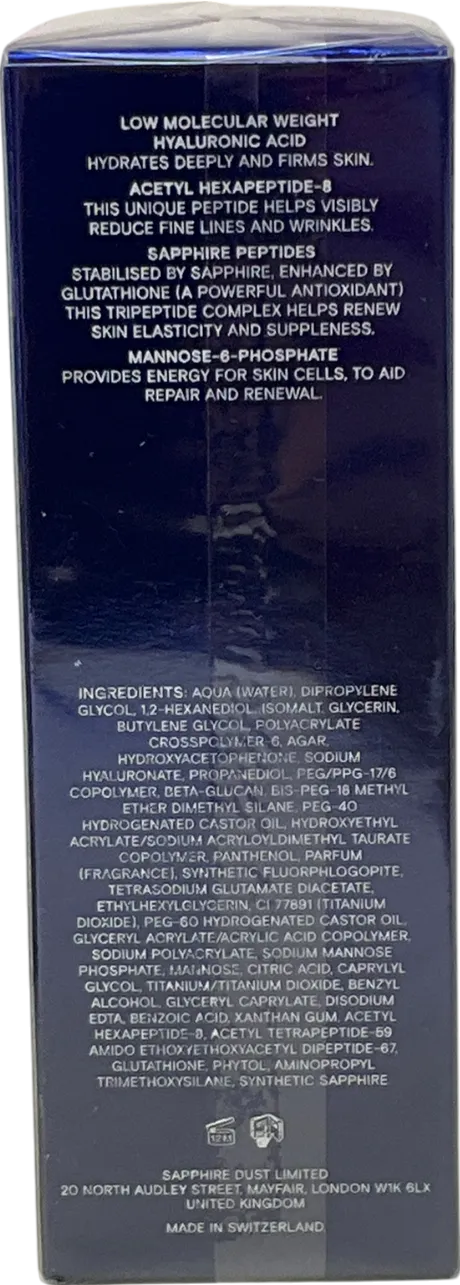 LOW MOLECULAR WEIGHT
HYALURONIC ACID
HYDRATES DEEPLY AND FIRMS SKIN.
ACETYL HEXAPEPTIDE-8
THIS UNIQUE PEPTIDE HELPS VISIBLY
REDUCE FINE LINES AND WRINKLES.
SAPPHIRE PEPTIDES
STABILISED BY SAPPHIRE, ENHANCED BY
GLUTATHIONE (A POWERFUL ANTIOXIDANT)
THIS TRIPEPTIDE COMPLEX HELPS RENEW
SKIN ELASTICITY AND SUPPLENESS.
MANNOSE-6-PHOSPHATE
PROVIDES ENERGY FOR SKIN CELLS, TO AID
REPAIR AND RENEWAL.
INGREDIENTS: AQUA (WATER), DIPROPYLENE
GLYCOL, 1,2-HEXANEDIOL, ISOMALT, GLYCERIN,
BUTYLENE GLYCOL, POLYACRYLATE
CROSSPOLYMER-6, AGAR,
HYDROXYACETOPHENONE, SODIUM
HYALURONATE, PROPANEDIOL, PEG/PPG-17/6
COPOLYMER, BETA-GLUCAN, BIS-PEG-18 METHYL
ETHER DIMETHYL SILANE, PEG-40
HYDROGENATED CASTOR OIL, HYDROXYETHYL
ACRYLATE/SODIUM ACRYLOYLDIMETHYL TAURATE
COPOLYMER, PANTHENOL, PARFUM
(FRAGRANCE), SYNTHETIC FLUORPHLOGOPITE,
TETRASODIUM GLUTAMATE DIACETATE,
ETHYLHEXYLGLYCERIN, CI 77891 (TITANIUM
DIOXIDE), PEG-60 HYDROGENATED CASTOR OIL,
GLYCERYL ACRYLATE/ACRYLIC ACID COPOLYMER,
SODIUM POLYACRYLATE, SODIUM MANNOSE
PHOSPHATE, MANNOSE, CITRIC ACID, CAPRYLYL
GLYCOL, TITANIUM/TITANIUM DIOXIDE, BENZYL
ALCOHOL, GLYCERYL CAPRYLATE, DISODIUM
EDTA, BENZOIC ACID, XANTHAN GUM, ACETYL
HEXAPEPTIDE-8, ACETYL TETRAPEPTIDE-59
AMIDO ETHOXYETHOXYACETYL DIPEPTIDE-67,
GLUTATHIONE, PHYTOL, AMINOPROPYL
TRIMETHOXYSILANE, SYNTHETIC SAPPHIRE
12M
SAPPHIRE DUST LIMITED
20 NORTH AUDLEY STREET, MAYFAIR, LONDON W1K 6LX
UNITED KINGDOM
MADE IN SWITZERLAND